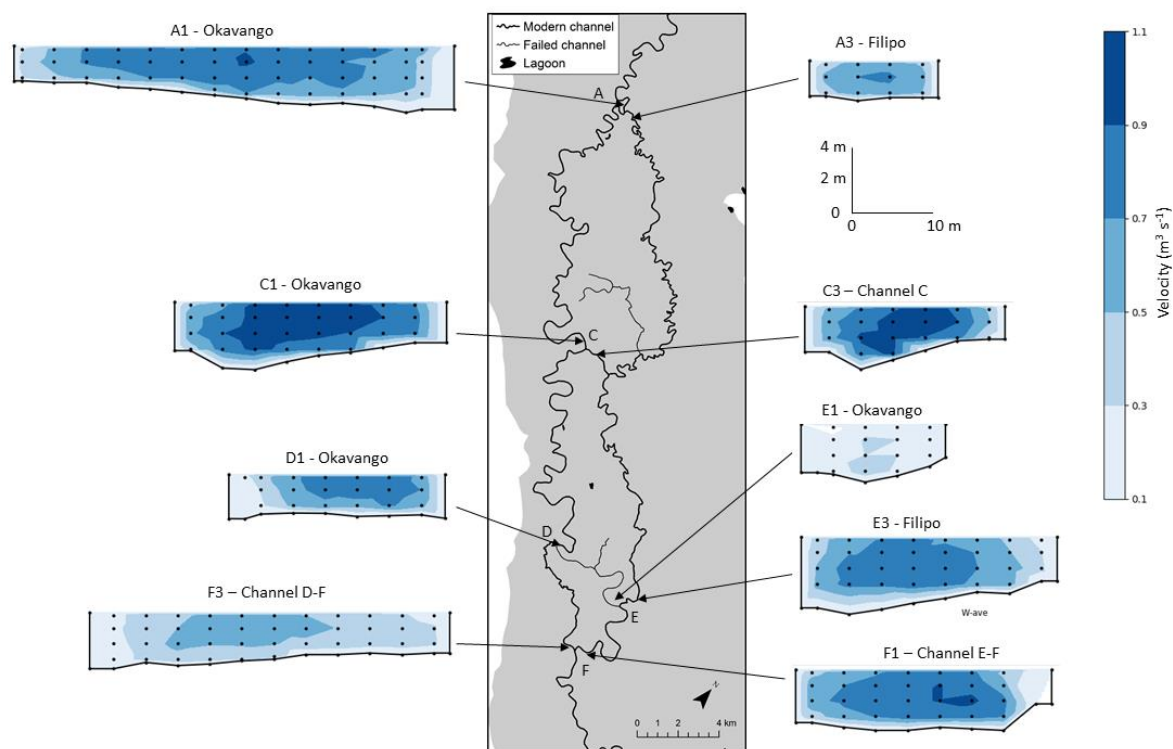 A1 - Okavango
Modern channel
Failed channel
Lagoon
A3 - Filipo
A
4 m
2 m
0
0 10 m
1.1
0.9
0.7
0.5
0.3
0.1
Velocity (m³ s⁻¹)
C1 - Okavango
C
C3 – Channel C
E1 - Okavango
D1 - Okavango
D
E3 - Filipo
W-ave
E
F3 – Channel D-F
F
F1 – Channel E-F
N
0 1 2 4 km